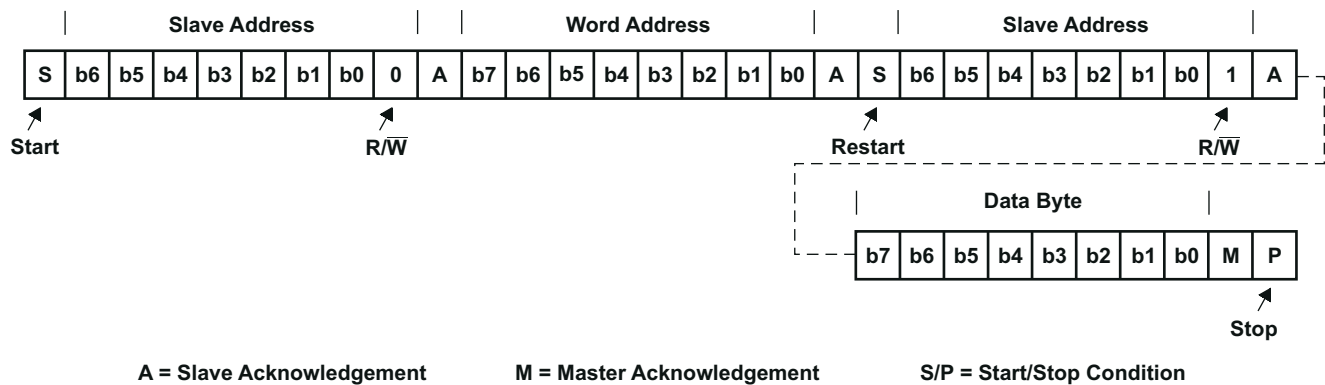 Slave Address Word Address Slave Address
S b6 b5 b4 b3 b2 b1 b0 0 A b7 b6 b5 b4 b3 b2 b1 b0 A S b6 b5 b4 b3 b2 b1 b0 1 A
Start R/W̅ Restart R/W̅
Data Byte
b7 b6 b5 b4 b3 b2 b1 b0 M P
Stop
A = Slave Acknowledgement M = Master Acknowledgement S/P = Start/Stop Condition